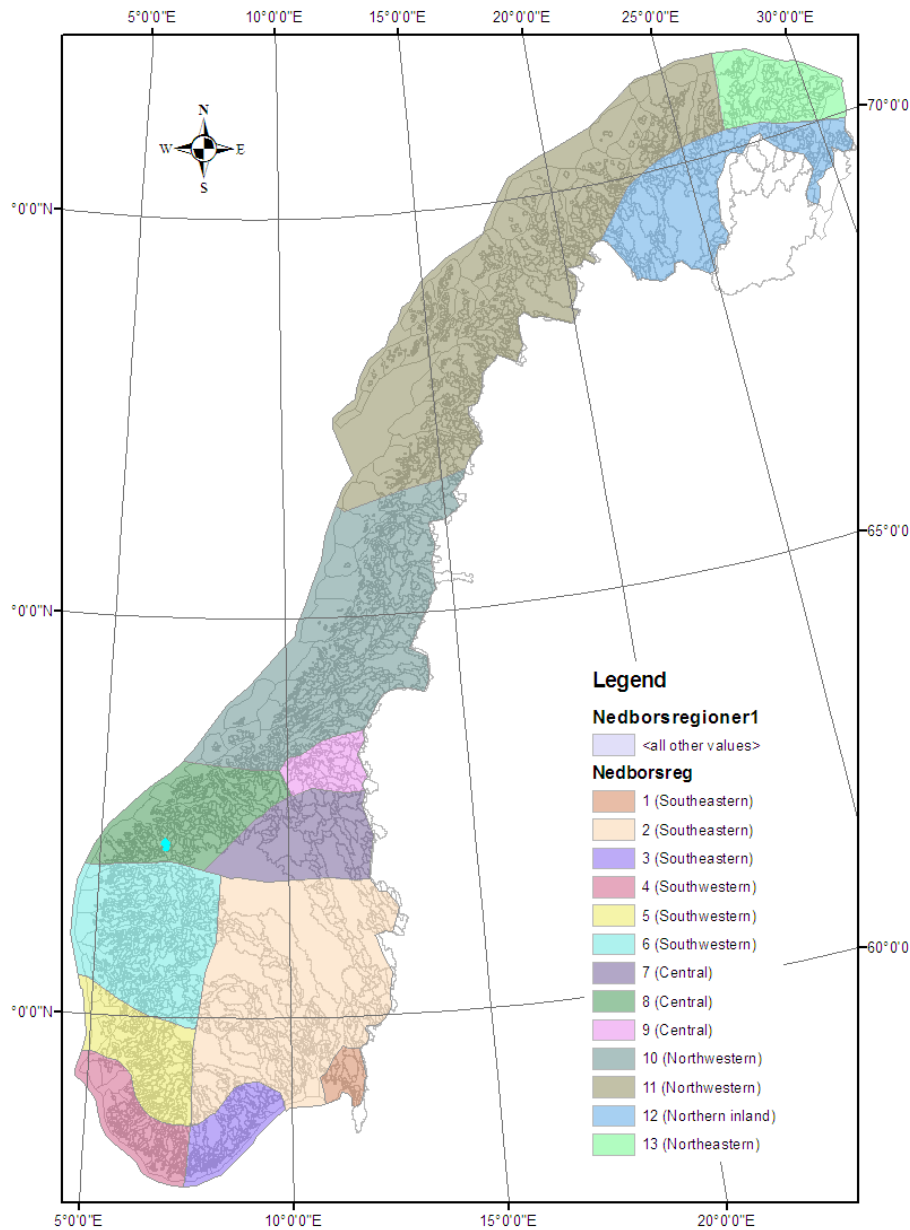 5°0'0"E 10°0'0"E 15°0'0"E 20°0'0"E 25°0'0"E 30°0'0"E
70°0'0"
N
W E
S
°0'0"N
65°0'0"
°0'0"N
Legend
Nedborsregioner1
<all other values>
Nedborsreg
1 (Southeastern)
2 (Southeastern)
3 (Southeastern)
4 (Southwestern)
5 (Southwestern)
6 (Southwestern)
60°0'0"
7 (Central)
8 (Central)
°0'0"N
9 (Central)
10 (Northwestern)
11 (Northwestern)
12 (Northern inland)
13 (Northeastern)
5°0'0"E 10°0'0"E 15°0'0"E 20°0'0"E